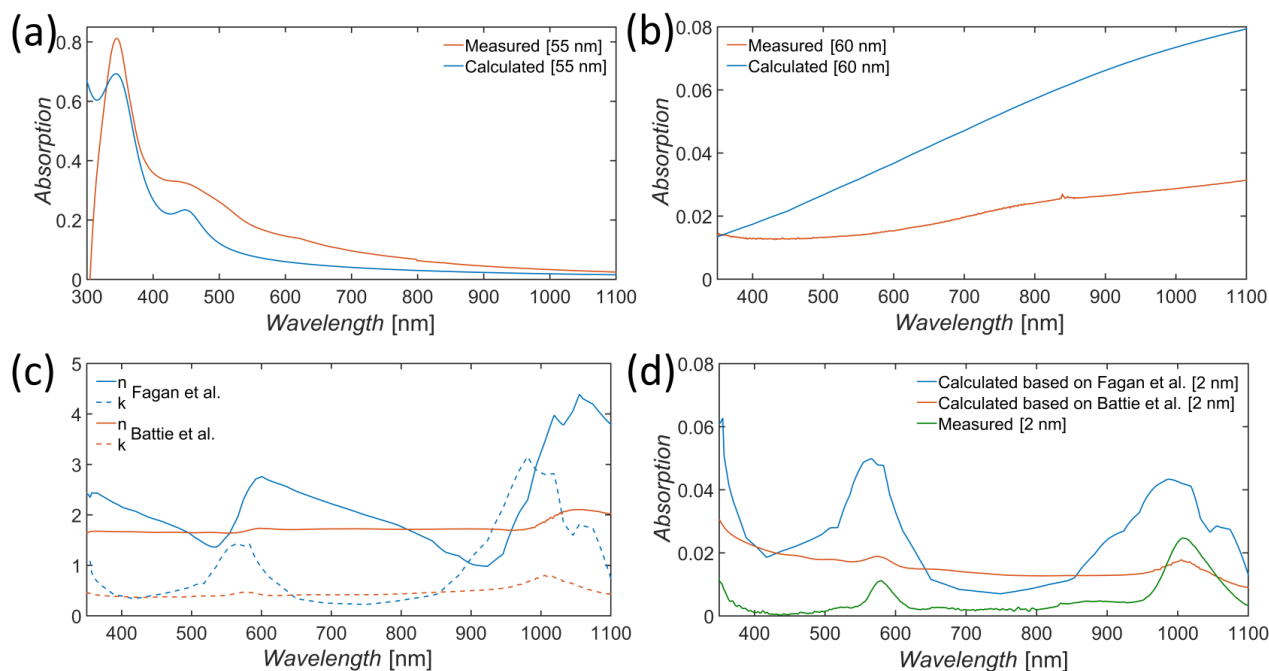 (a)
0.8
0.6
0.4
0.2
0
Absorption
Measured [55 nm]
Calculated [55 nm]
300 400 500 600 700 800 900 1000 1100
Wavelength [nm]
(b)
0.08
0.06
0.04
0.02
0
Absorption
Measured [60 nm]
Calculated [60 nm]
400 500 600 700 800 900 1000 1100
Wavelength [nm]
(c)
5
4
3
2
1
0
n
k
Fagan et al.
n
k
Battie et al.
400 500 600 700 800 900 1000 1100
Wavelength [nm]
(d)
0.08
0.06
0.04
0.02
0
Absorption
Calculated based on Fagan et al. [2 nm]
Calculated based on Battie et al. [2 nm]
Measured [2 nm]
400 500 600 700 800 900 1000 1100
Wavelength [nm]